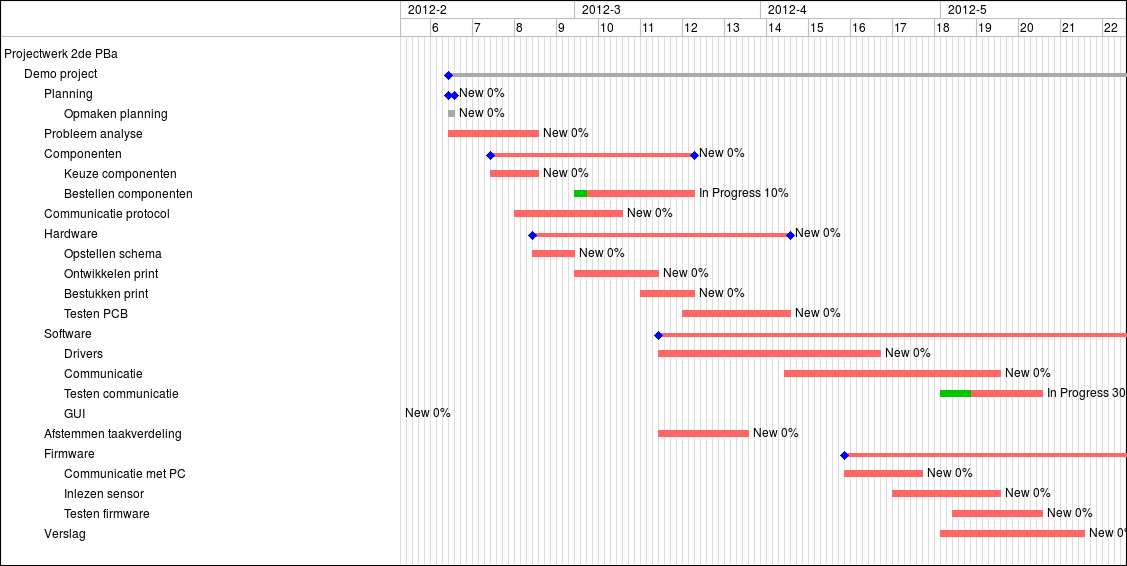 2012-2 2012-3 2012-4 2012-5
6 7 8 9 10 11 12 13 14 15 16 17 18 19 20 21 22
Projectwerk 2de PBa
Demo project
Planning New 0%
Opmaken planning New 0%
Probleem analyse New 0%
Componenten New 0%
Keuze componenten New 0%
Bestellen componenten In Progress 10%
Communicatie protocol New 0%
Hardware New 0%
Opstellen schema New 0%
Ontwikkelen print New 0%
Bestukken print New 0%
Testen PCB New 0%
Software
Drivers New 0%
Communicatie New 0%
Testen communicatie In Progress 30
GUI New 0%
Afstemmen taakverdeling New 0%
Firmware
Communicatie met PC New 0%
Inlezen sensor New 0%
Testen firmware New 0%
Verslag New 0%